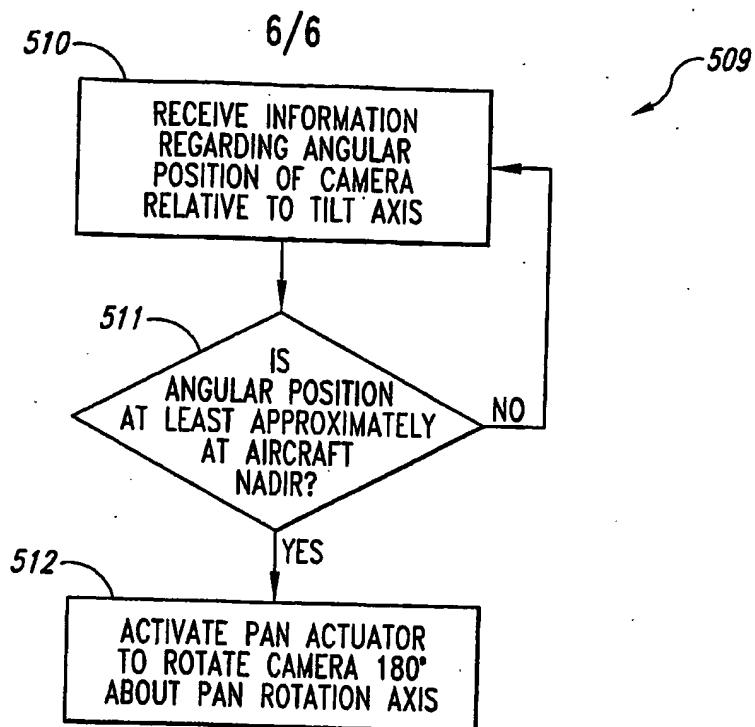 6/6
510
509
RECEIVE INFORMATION
REGARDING ANGULAR
POSITION OF CAMERA
RELATIVE TO TILT AXIS
511
IS
ANGULAR POSITION
AT LEAST APPROXIMATELY
AT AIRCRAFT
NADIR?
NO
YES
512
ACTIVATE PAN ACTUATOR
TO ROTATE CAMERA 180°
ABOUT PAN ROTATION AXIS